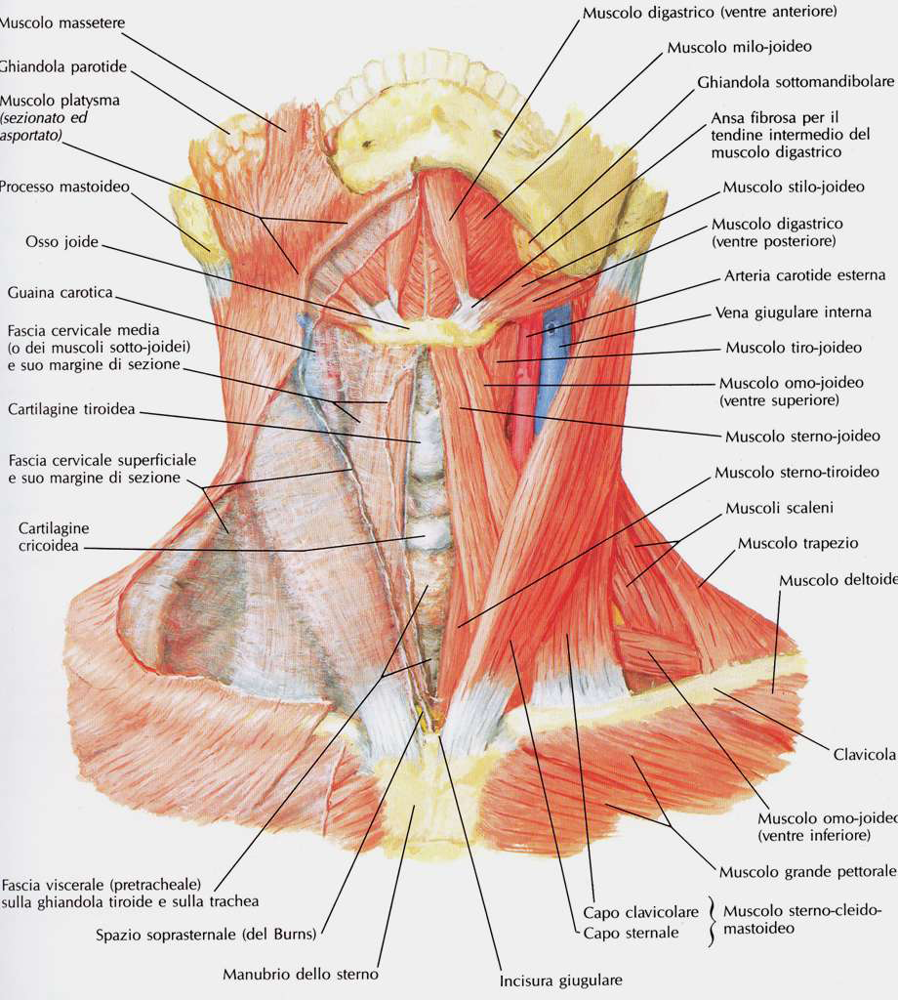 Muscolo massetere
Ghiandola parotide
Muscolo platysma
(sezionato ed
asportato)
Processo mastoideo
Osso joide
Guaina carotica
Fascia cervicale media
(o dei muscoli sotto-joidei)
e suo margine di sezione
Cartilagine tiroidea
Fascia cervicale superficiale
e suo margine di sezione
Cartilagine
cricoidea
Fascia viscerale (pretracheale)
sulla ghiandola tiroide e sulla trachea
Spazio soprasternale (del Burns)
Manubrio dello sterno
Muscolo digastrico (ventre anteriore)
Muscolo milo-joideo
Ghiandola sottomandibolare
Ansa fibrosa per il
tendine intermedio del
muscolo digastrico
Muscolo stilo-joideo
Muscolo digastrico
(ventre posteriore)
Arteria carotide esterna
Vena giugulare interna
Muscolo tiro-joideo
Muscolo omo-joideo
(ventre superiore)
Muscolo sterno-joideo
Muscolo sterno-tiroideo
Muscoli scaleni
Muscolo trapezio
Muscolo deltoide
Clavicola
Muscolo omo-joideo
(ventre inferiore)
Muscolo grande pettorale
Capo clavicolare
Capo sternale
} Muscolo sterno-cleido-
mastoideo
Incisura giugulare